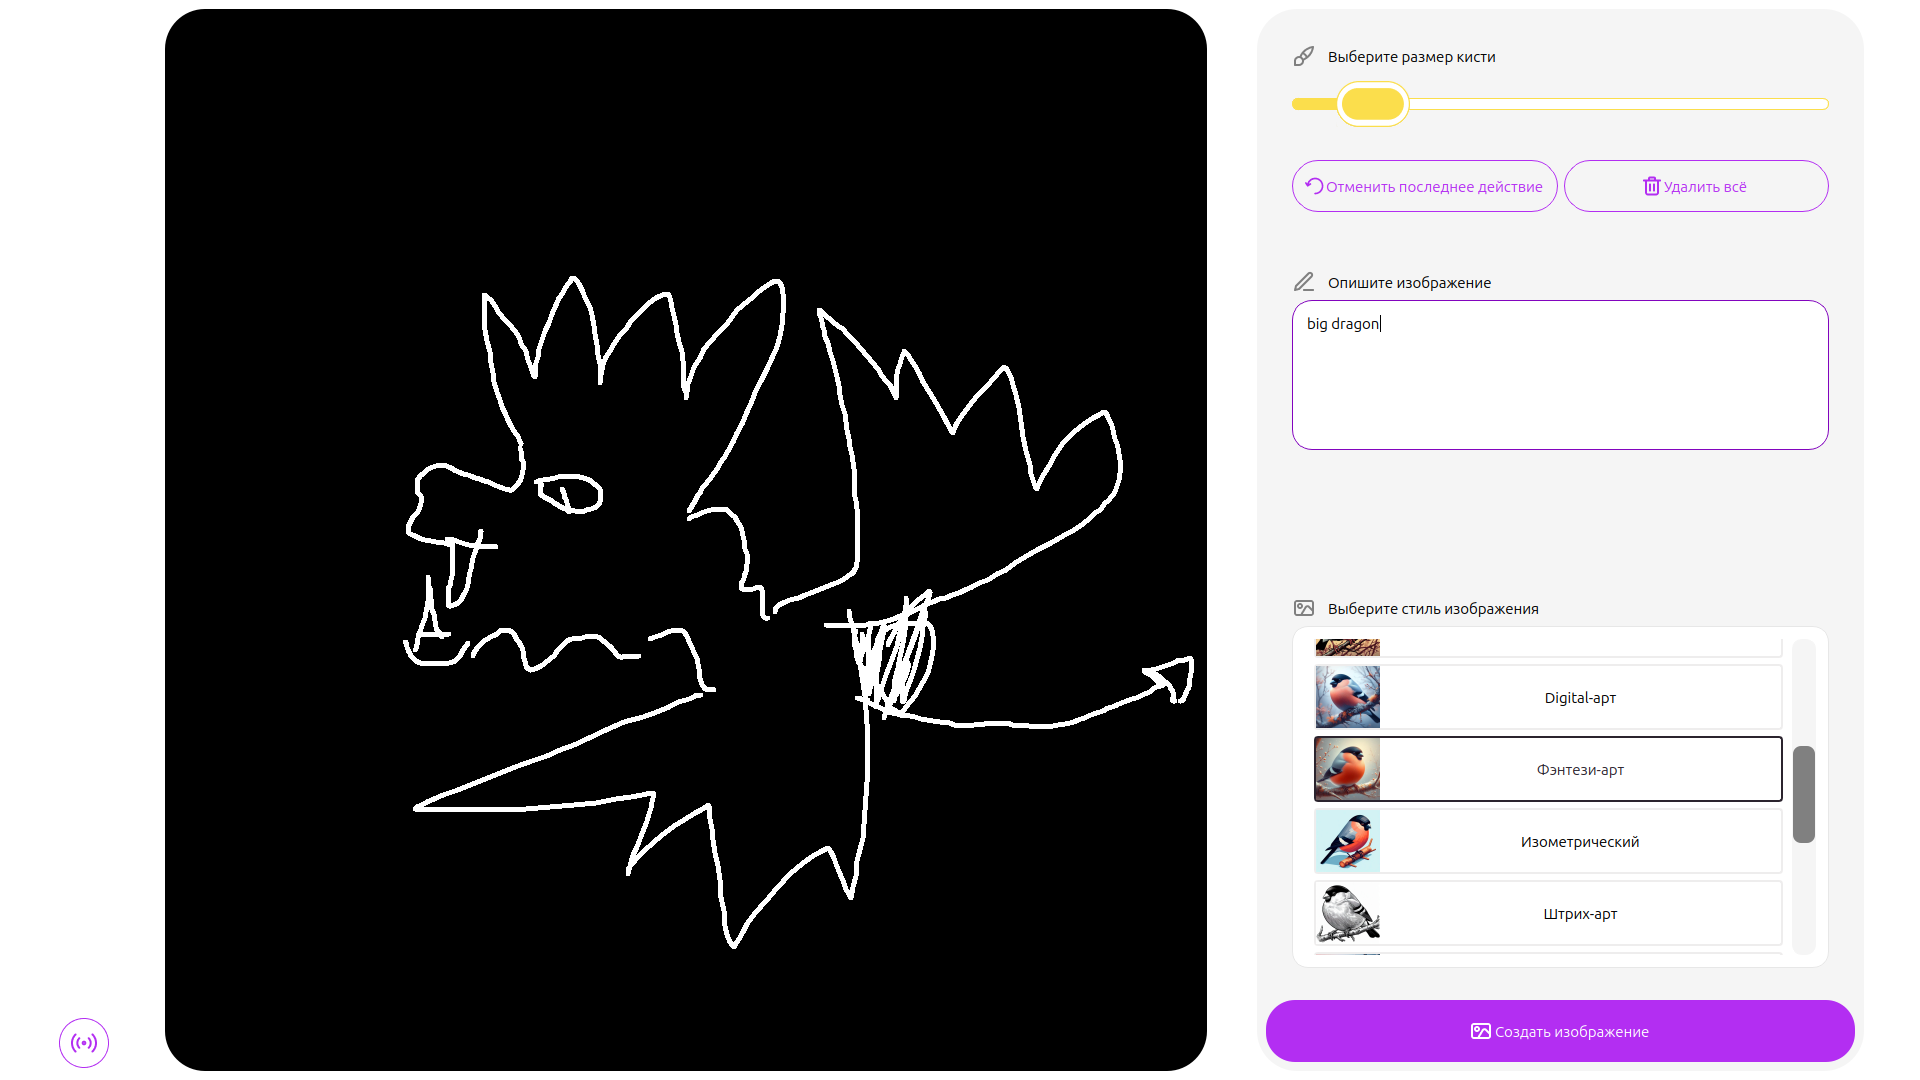 Выберите размер кисти
Отменить последнее действие
Удалить всё
Опишите изображение
big dragon
Выберите стиль изображения
Digital-арт
Фэнтези-арт
Изометрический
Штрих-арт
Создать изображение